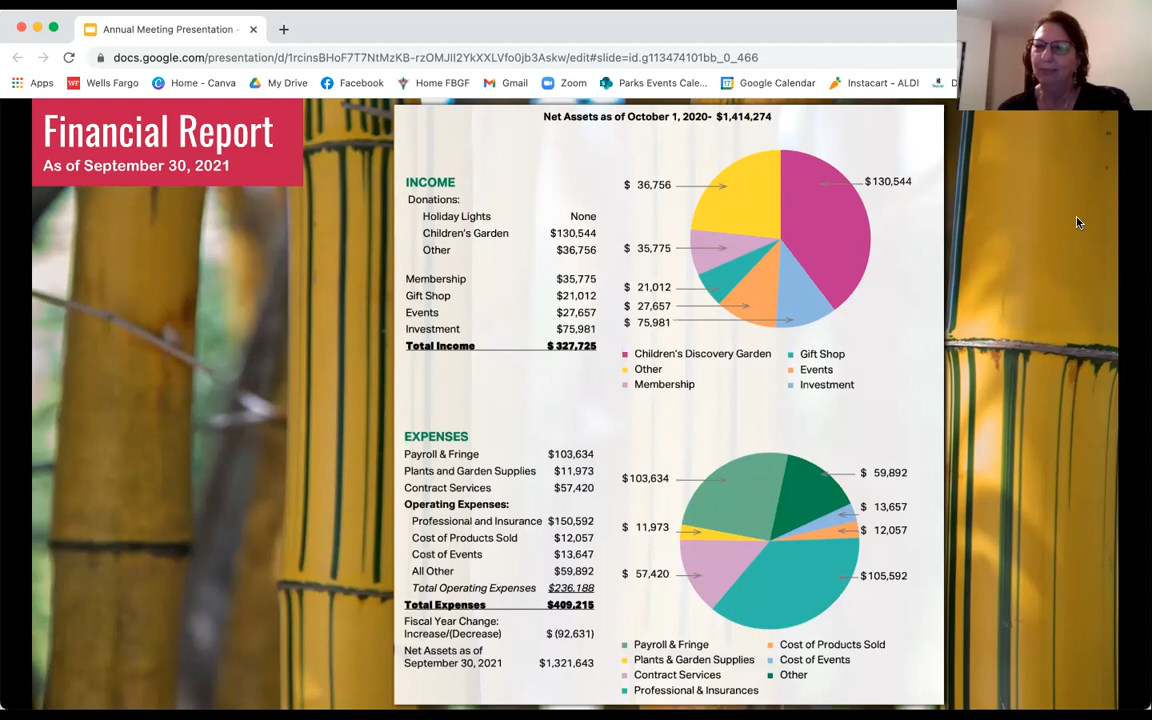 Annual Meeting Presentation -
docs.google.com/presentation/d/1rcinsBHoF7T7NtMzKB-rzOMJII2YkXXLVfo0jb3Askw/edit#slide=id.g113474101bb_0_466
Apps Wells Fargo Home - Canva My Drive Facebook Home FBGF Gmail Zoom Parks Events Cale... Google Calendar Instacart - ALDI
Financial Report
As of September 30, 2021
Net Assets as of October 1, 2020- $1,414,274
INCOME
Donations:
Holiday Lights None
Children's Garden $130,544
Other $36,756
Membership $35,775
Gift Shop $21,012
Events $27,657
Investment $75,981
Total Income $ 327,725
$ 36,756
$130,544
$ 35,775
$ 21,012
$ 27,657
$ 75,981
Children's Discovery Garden
Other
Membership
Gift Shop
Events
Investment
EXPENSES
Payroll & Fringe $103,634
Plants and Garden Supplies $11,973
Contract Services $57,420
Operating Expenses:
Professional and Insurance $150,592
Cost of Products Sold $12,057
Cost of Events $13,647
All Other $59,892
Total Operating Expenses $236,188
Total Expenses $409,215
Fiscal Year Change:
Increase/(Decrease) $ (92,631)
Net Assets as of
September 30, 2021 $1,321,643
$103,634
$ 11,973
$ 57,420
$ 59,892
$ 13,657
$ 12,057
$105,592
Payroll & Fringe
Plants & Garden Supplies
Contract Services
Professional & Insurances
Cost of Products Sold
Cost of Events
Other